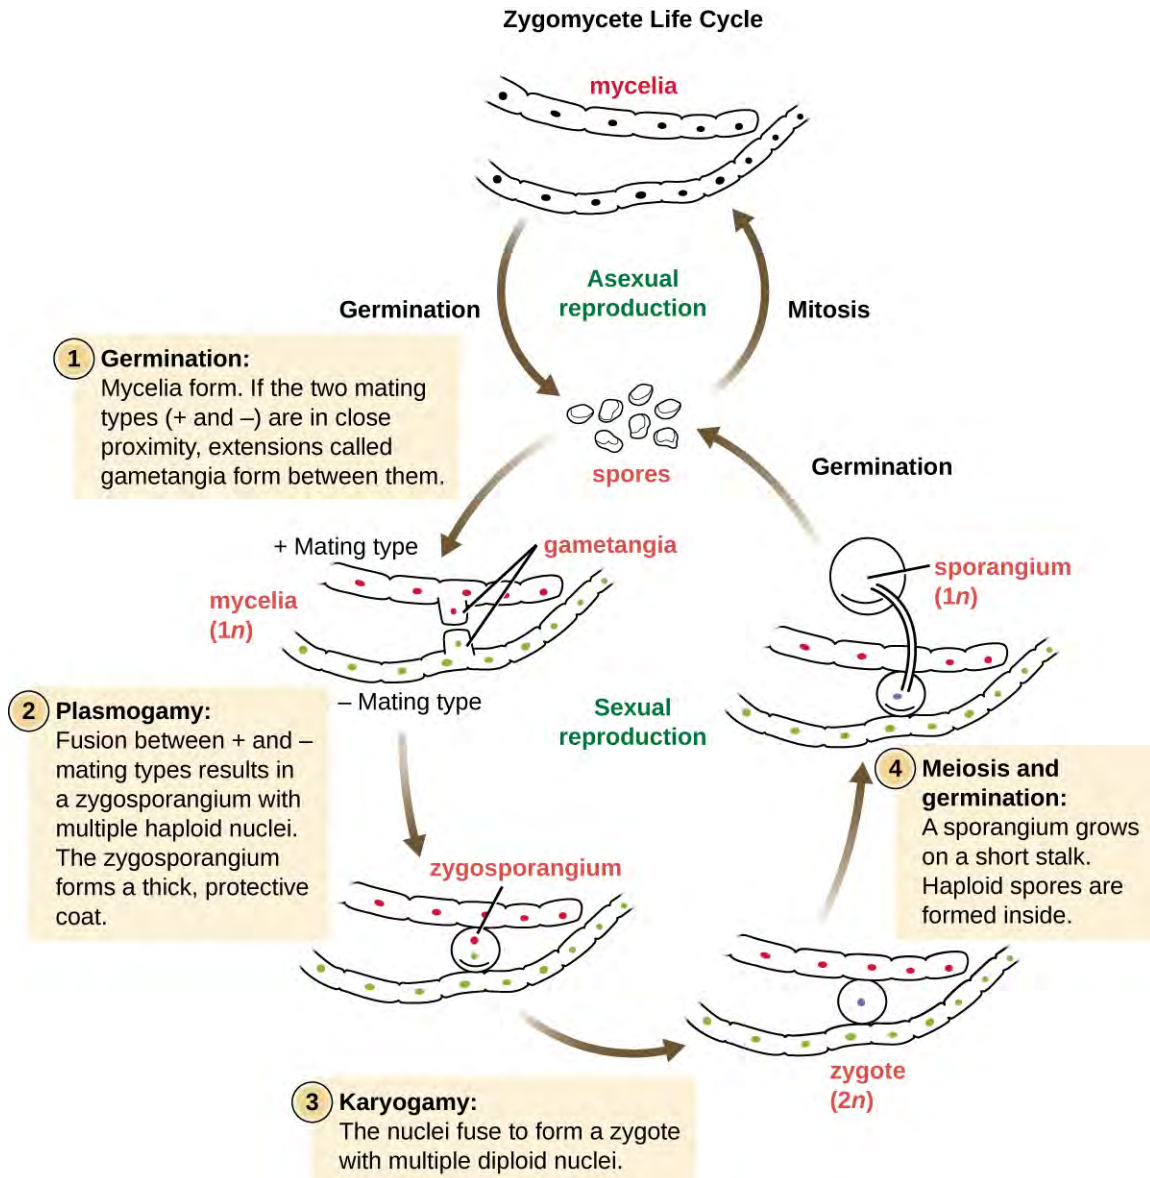 Zygomycete Life Cycle
mycelia
Asexual
reproduction
Germination
Mitosis
1 Germination:
Mycelia form. If the two mating
types (+ and –) are in close
proximity, extensions called
gametangia form between them.
spores
Germination
+ Mating type
gametangia
mycelia
(1n)
– Mating type
sporangium
(1n)
2 Plasmogamy:
Fusion between + and –
mating types results in
a zygosporangium with
multiple haploid nuclei.
The zygosporangium
forms a thick, protective
coat.
Sexual
reproduction
4 Meiosis and
germination:
A sporangium grows
on a short stalk.
Haploid spores are
formed inside.
zygosporangium
zygote
(2n)
3 Karyogamy:
The nuclei fuse to form a zygote
with multiple diploid nuclei.